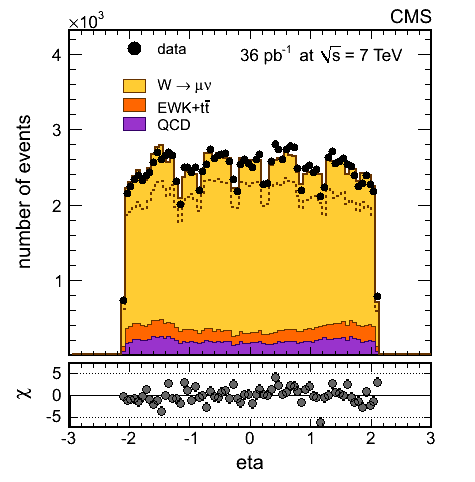 ×10³ CMS
data 36 pb⁻¹ at √s = 7 TeV
W → μν
EWK+tt̄
QCD
number of events
4
3
2
1
χ
5
0
-5
-3 -2 -1 0 1 2 3
eta